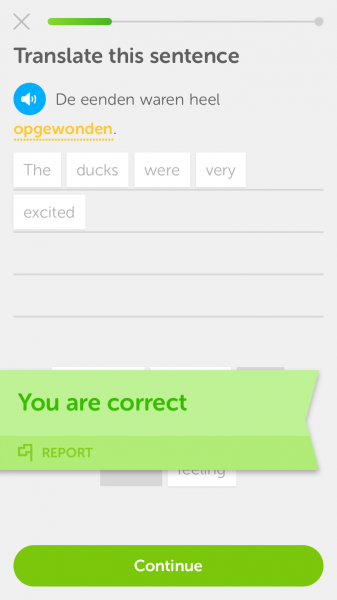 Translate this sentence
De eenden waren heel
opgewonden.
The ducks were very
excited
You are correct
REPORT
feeling
Continue